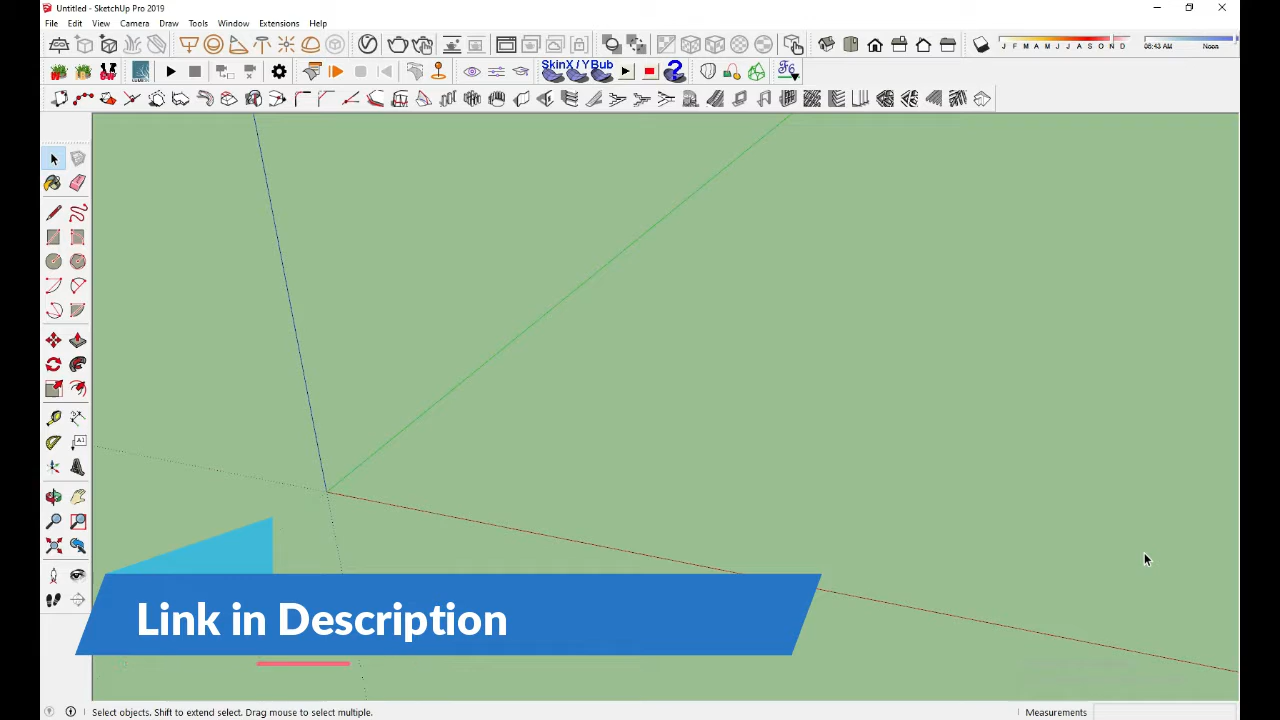 Untitled - SketchUp Pro 2019
File Edit View Camera Draw Tools Window Extensions Help
J F M A M J J A S O N D 08:43 AM Noon
SkinX / YBub
Link in Description
Select objects. Shift to extend select. Drag mouse to select multiple.
Measurements